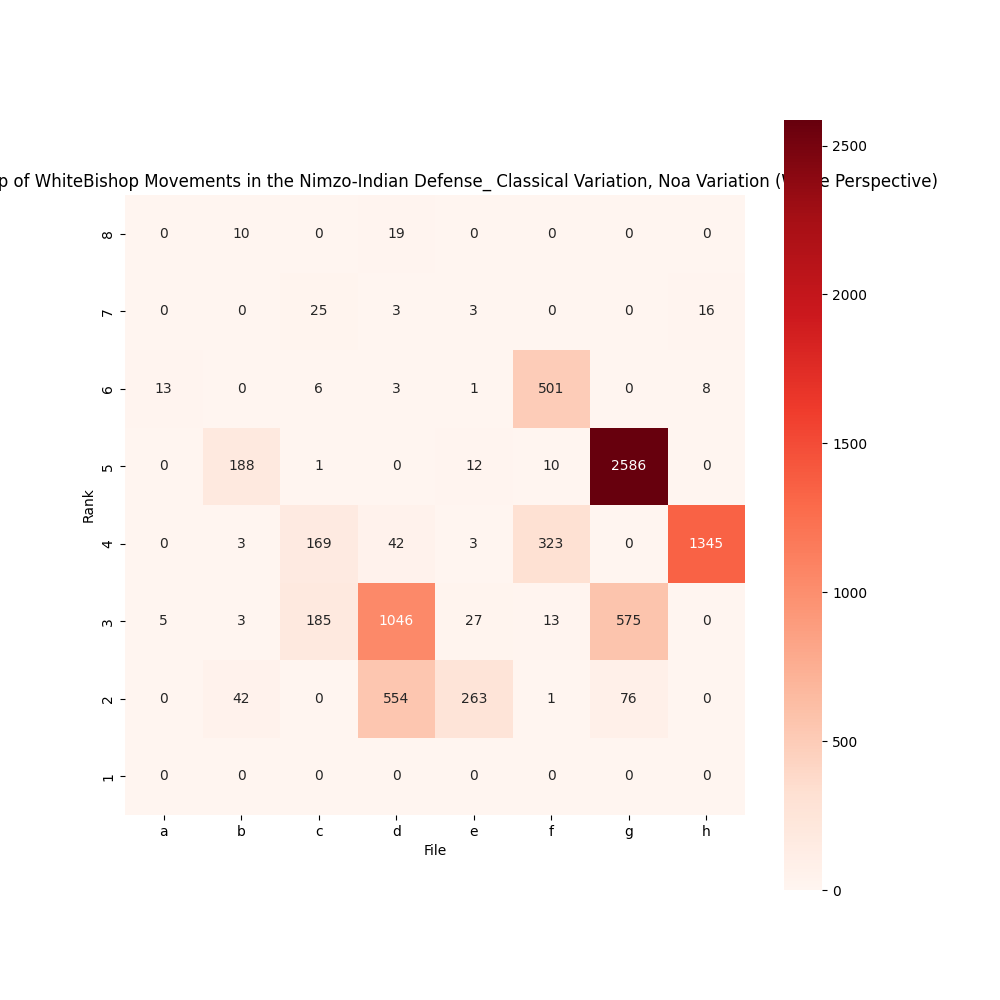 p of WhiteBishop Movements in the Nimzo-Indian Defense_ Classical Variation, Noa Variation ( e Perspective)
2500
2000
1500
1000
500
0
8 0 10 0 19 0 0 0 0
7 0 0 25 3 3 0 0 16
6 13 0 6 3 1 501 0 8
5 0 188 1 0 12 10 2586 0
Rank
4 0 3 169 42 3 323 0 1345
3 5 3 185 1046 27 13 575 0
2 0 42 0 554 263 1 76 0
1 0 0 0 0 0 0 0 0
a b c d e f g h
File